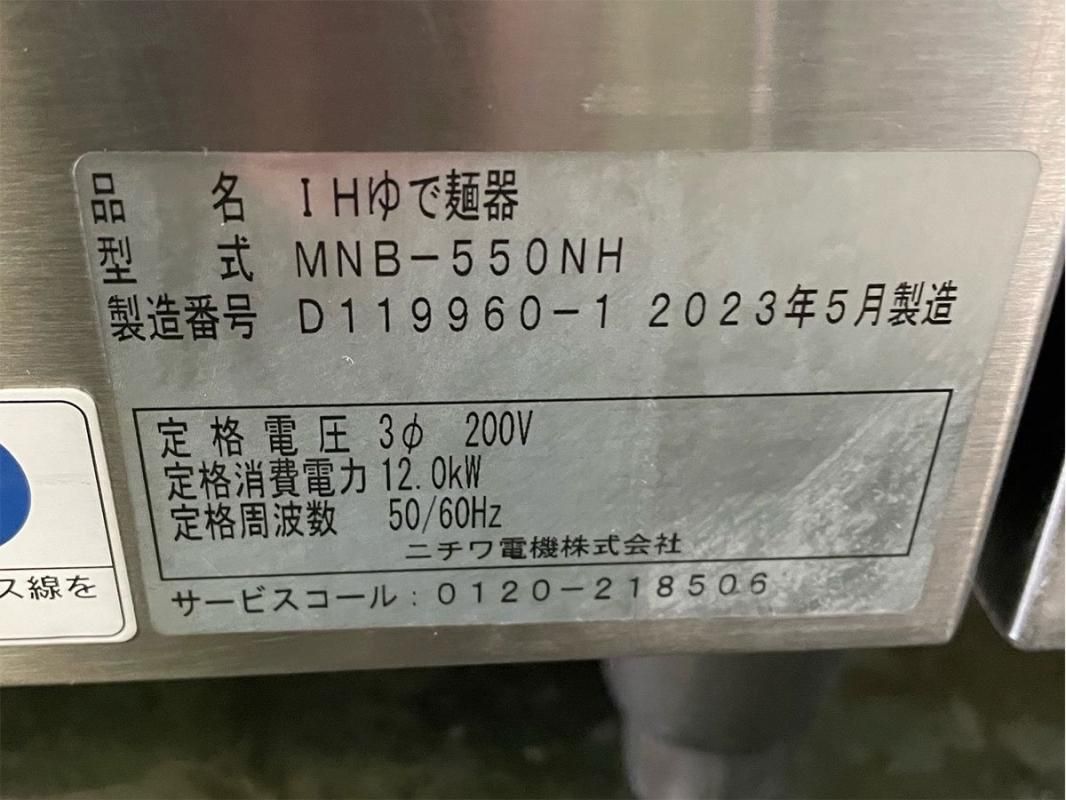 品名 IHゆで麺器
型式 MNB-550NH
製造番号 D119960-1 2023年5月製造
定格電圧 3φ 200V
定格消費電力 12.0kW
定格周波数 50/60Hz
ニチワ電機株式会社
サービスコール:0120-218506
ス線を